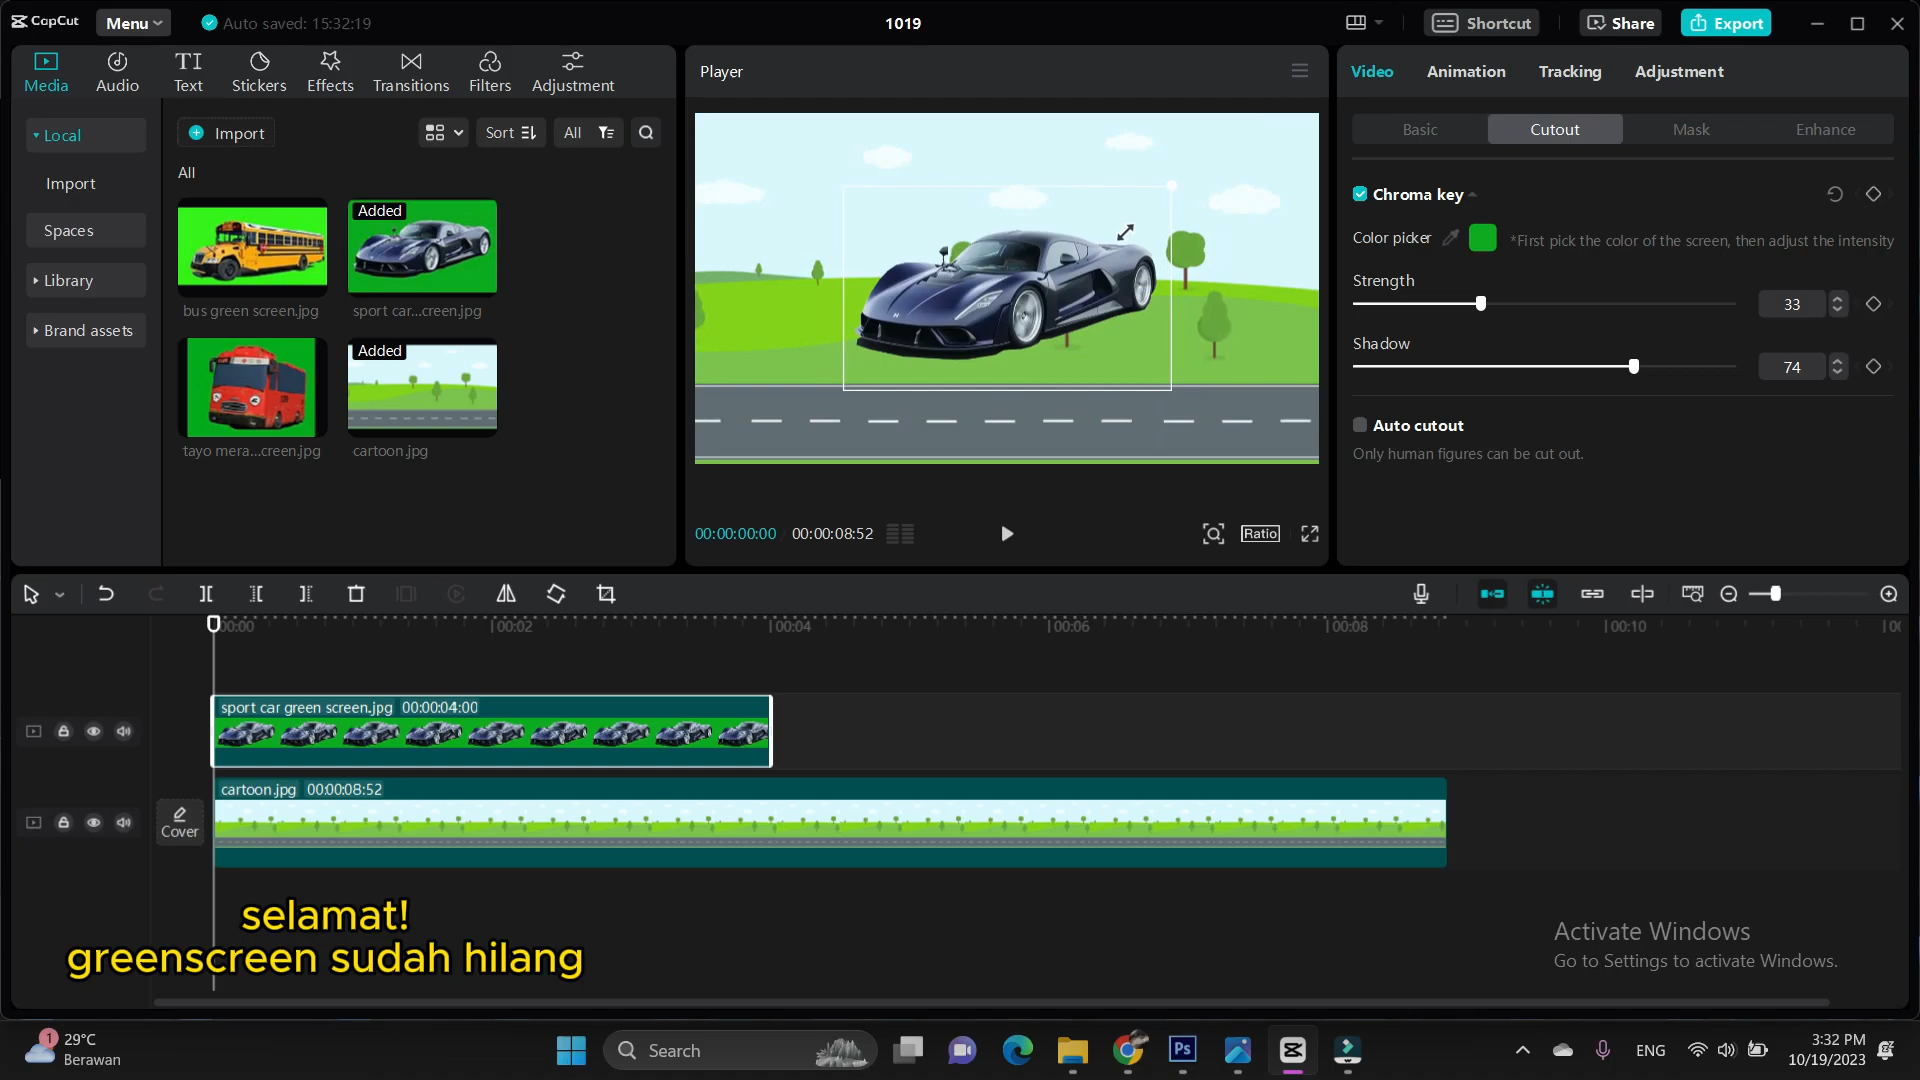 CapCut
Menu
Auto saved: 15:32:19
1019
Shortcut
Share
Export
Media
Audio
Text
Stickers
Effects
Transitions
Filters
Adjustment
Local
Import
Spaces
Library
Brand assets
Import
Sort
All
All
bus green screen.jpg
Added
sport car...creen.jpg
tayo mera...creen.jpg
Added
cartoon.jpg
Player
00:00:00:00
00:00:08:52
Ratio
Video
Animation
Tracking
Adjustment
Basic
Cutout
Mask
Enhance
Chroma key
Color picker
*First pick the color of the screen, then adjust the intensity
Strength
33
Shadow
74
Auto cutout
Only human figures can be cut out.
00:00
00:02
00:04
00:06
00:08
00:10
sport car green screen.jpg 00:00:04:00
cartoon.jpg 00:00:08:52
Cover
selamat!
greenscreen sudah hilang
Activate Windows
Go to Settings to activate Windows.
1
29°C
Berawan
Search
Ps
ENG
3:32 PM
10/19/2023